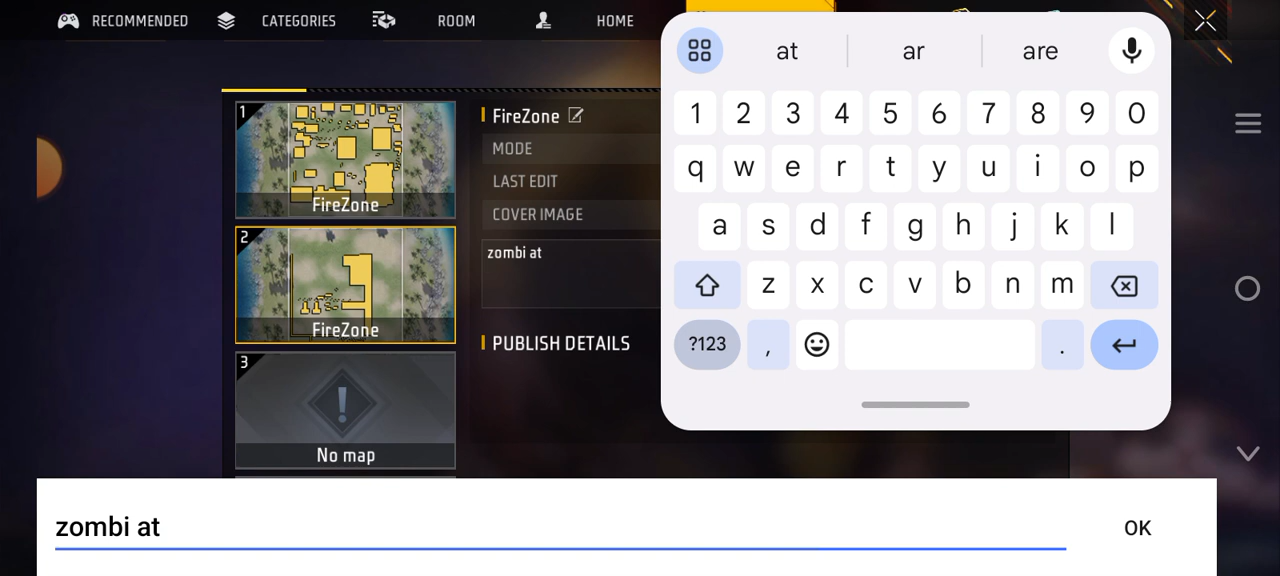 RECOMMENDED CATEGORIES ROOM HOME
1
FireZone
2
FireZone
3
No map
FireZone
MODE
LAST EDIT
COVER IMAGE
zombi at
PUBLISH DETAILS
at ar are
1 2 3 4 5 6 7 8 9 0
q w e r t y u i o p
a s d f g h j k l
z x c v b n m
?123 , .
zombi at OK